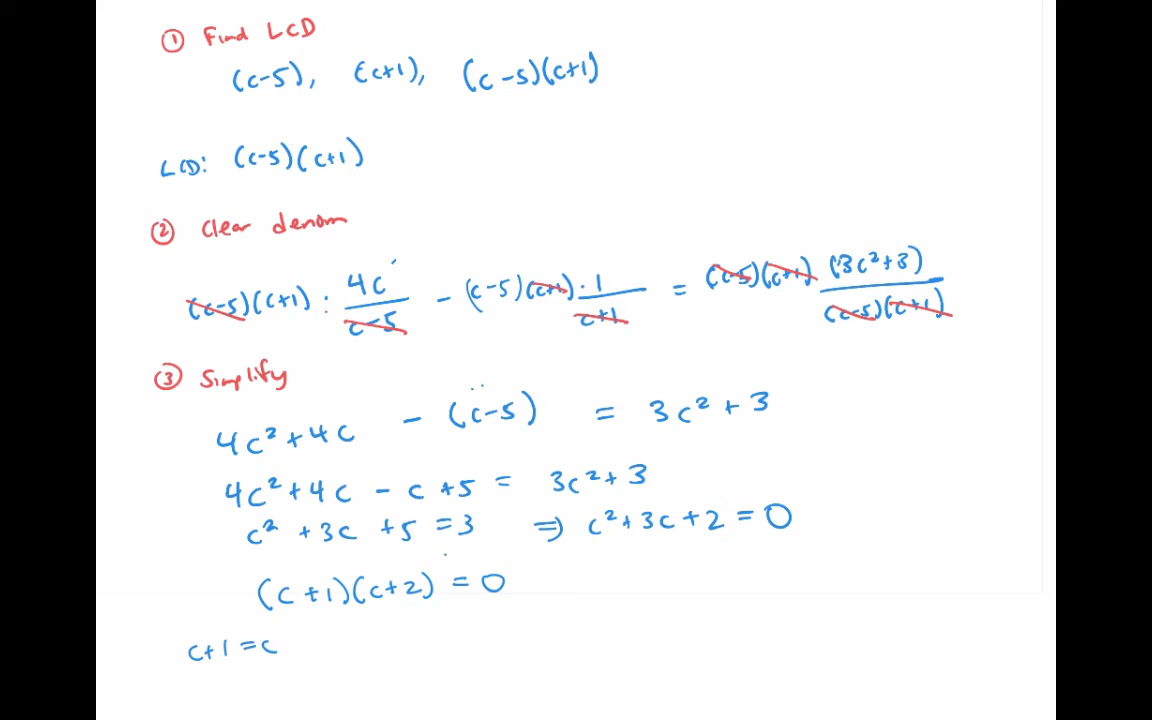 ① Find LCD
(c-5), (c+1), (c-5)(c+1)
LCD: (c-5)(c+1)
② Clear denom
(c-5)(c+1) · 4c/(c-5) - (c-5)(c+1) · 1/(c+1) = (c-5)(c+1) (3c²+3)/((c-5)(c+1))
③ Simplify
4c²+4c - (c-5) = 3c²+3
4c²+4c - c +5 = 3c²+3
c² +3c +5 =3 ⇒ c²+3c+2=0
(c+1)(c+2) = 0
c+1=c